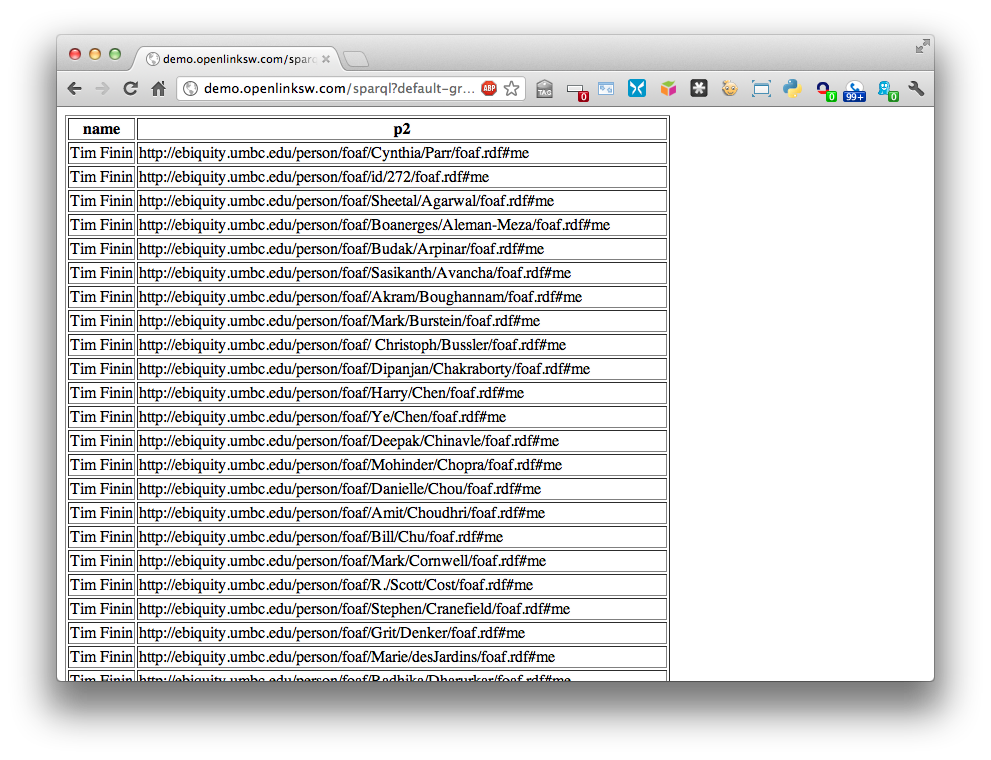 demo.openlinksw.com/sparc
demo.openlinksw.com/sparql?default-gr...
ABP
TAG
0
0
99+
0
name p2
Tim Finin http://ebiquity.umbc.edu/person/foaf/Cynthia/Parr/foaf.rdf#me
Tim Finin http://ebiquity.umbc.edu/person/foaf/id/272/foaf.rdf#me
Tim Finin http://ebiquity.umbc.edu/person/foaf/Sheetal/Agarwal/foaf.rdf#me
Tim Finin http://ebiquity.umbc.edu/person/foaf/Boanerges/Aleman-Meza/foaf.rdf#me
Tim Finin http://ebiquity.umbc.edu/person/foaf/Budak/Arpinar/foaf.rdf#me
Tim Finin http://ebiquity.umbc.edu/person/foaf/Sasikanth/Avancha/foaf.rdf#me
Tim Finin http://ebiquity.umbc.edu/person/foaf/Akram/Boughannam/foaf.rdf#me
Tim Finin http://ebiquity.umbc.edu/person/foaf/Mark/Burstein/foaf.rdf#me
Tim Finin http://ebiquity.umbc.edu/person/foaf/ Christoph/Bussler/foaf.rdf#me
Tim Finin http://ebiquity.umbc.edu/person/foaf/Dipanjan/Chakraborty/foaf.rdf#me
Tim Finin http://ebiquity.umbc.edu/person/foaf/Harry/Chen/foaf.rdf#me
Tim Finin http://ebiquity.umbc.edu/person/foaf/Ye/Chen/foaf.rdf#me
Tim Finin http://ebiquity.umbc.edu/person/foaf/Deepak/Chinavle/foaf.rdf#me
Tim Finin http://ebiquity.umbc.edu/person/foaf/Mohinder/Chopra/foaf.rdf#me
Tim Finin http://ebiquity.umbc.edu/person/foaf/Danielle/Chou/foaf.rdf#me
Tim Finin http://ebiquity.umbc.edu/person/foaf/Amit/Choudhri/foaf.rdf#me
Tim Finin http://ebiquity.umbc.edu/person/foaf/Bill/Chu/foaf.rdf#me
Tim Finin http://ebiquity.umbc.edu/person/foaf/Mark/Cornwell/foaf.rdf#me
Tim Finin http://ebiquity.umbc.edu/person/foaf/R./Scott/Cost/foaf.rdf#me
Tim Finin http://ebiquity.umbc.edu/person/foaf/Stephen/Cranefield/foaf.rdf#me
Tim Finin http://ebiquity.umbc.edu/person/foaf/Grit/Denker/foaf.rdf#me
Tim Finin http://ebiquity.umbc.edu/person/foaf/Marie/desJardins/foaf.rdf#me
Tim Finin http://ebiquity.umbc.edu/person/foaf/Radhika/Dharurkar/foaf.rdf#me